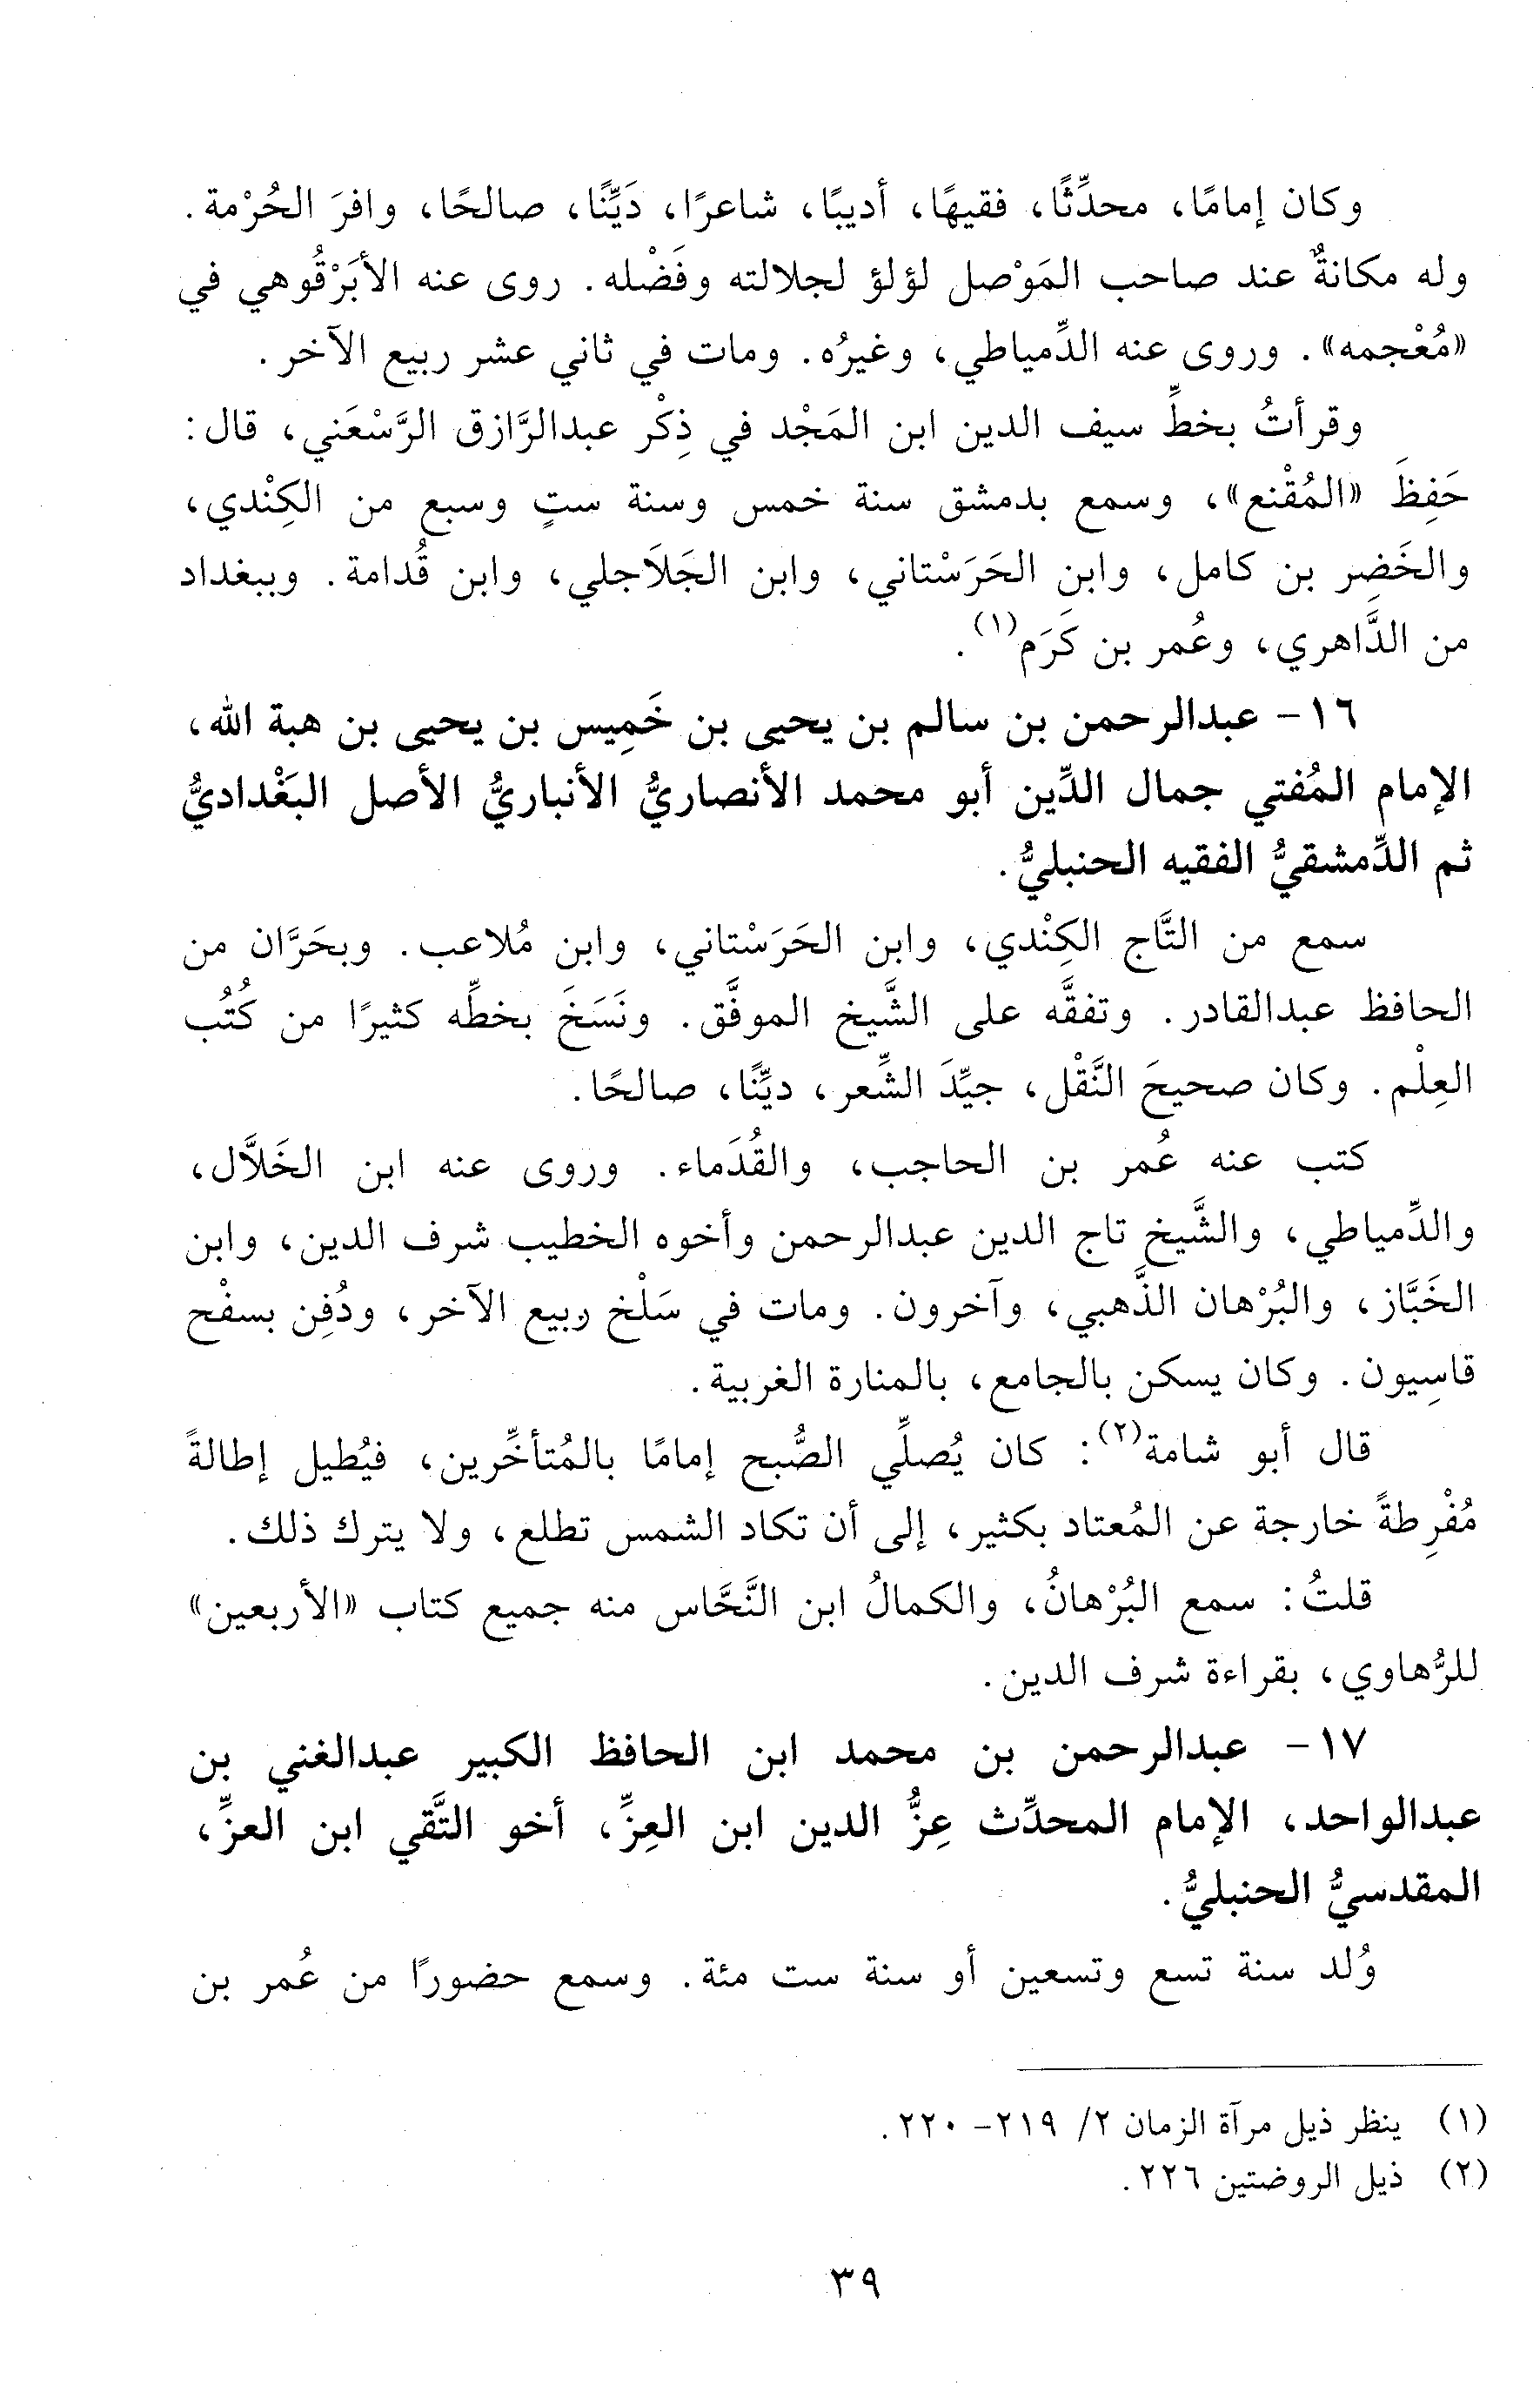 وكان إمامًا، محدِّثًا، فقيهًا، أديبًا، شاعرًا، دَيِّنًا، صالحًا، وافرَ الحُرْمة.
وله مكانةٌ عند صاحب المَوْصل لؤلؤ لجلالته وفَضْله. روى عنه الأبَرْقُوهي في
«مُعْجمه». وروى عنه الدِّمياطي، وغيرُه. ومات في ثاني عشر ربيع الآخر.
وقرأتُ بخطِّ سيف الدين ابن المَجْد في ذِكْر عبدالرَّازق الرَّسْعَني، قال:
حَفِظَ «المُقْنع»، وسمع بدمشق سنة خمس وسنة ستٍ وسبع من الكِنْدي،
والخَضِر بن كامل، وابن الحَرَسْتاني، وابن الجَلَاجلي، وابن قُدامة. وببغداد
من الدَّاهري، وعُمر بن كَرَم(١).
١٦- عبدالرحمن بن سالم بن يحيى بن خَمِيس بن يحيى بن هبة الله،
الإمام المُفتي جمال الدِّين أبو محمد الأنصاريُّ الأنباريُّ الأصل البَغْداديُّ
ثم الدِّمشقيُّ الفقيه الحنبليُّ.
سمع من التَّاج الكِنْدي، وابن الحَرَسْتاني، وابن مُلاعب. وبحَرَّان من
الحافظ عبدالقادر. وتفقَّه على الشَّيخ الموفَّق. ونَسَخَ بخطِّه كثيرًا من كُتُب
العِلْم. وكان صحيحَ النَّقْل، جيِّدَ الشِّعر، ديِّنًا، صالحًا.
كتب عنه عُمر بن الحاجب، والقُدَماء. وروى عنه ابن الخَلاَّل،
والدِّمياطي، والشَّيخ تاج الدين عبدالرحمن وأخوه الخطيب شرف الدين، وابن
الخَبَّاز، والبُرْهان الذَّهبي، وآخرون. ومات في سَلْخ ربيع الآخر، ودُفِن بسفْح
قاسِيون. وكان يسكن بالجامع، بالمنارة الغربية.
قال أبو شامة(٢): كان يُصلِّي الصُّبح إمامًا بالمُتأخِّرين، فيُطيل إطالةً
مُفْرِطةً خارجة عن المُعتاد بكثير، إلى أن تكاد الشمس تطلع، ولا يترك ذلك.
قلتُ: سمع البُرْهانُ، والكمالُ ابن النَّحَّاس منه جميع كتاب «الأربعين»
للرُّهاوي، بقراءة شرف الدين.
١٧- عبدالرحمن بن محمد ابن الحافظ الكبير عبدالغني بن
عبدالواحد، الإمام المحدِّث عِزُّ الدين ابن العِزِّ، أخو التَّقي ابن العزِّ،
المقدسيُّ الحنبليُّ.
وُلد سنة تسع وتسعين أو سنة ست مئة. وسمع حضورًا من عُمر بن
(١) ينظر ذيل مرآة الزمان ٢/ ٢١٩- ٢٢٠.
(٢) ذيل الروضتين ٢٢٦.
٣٩